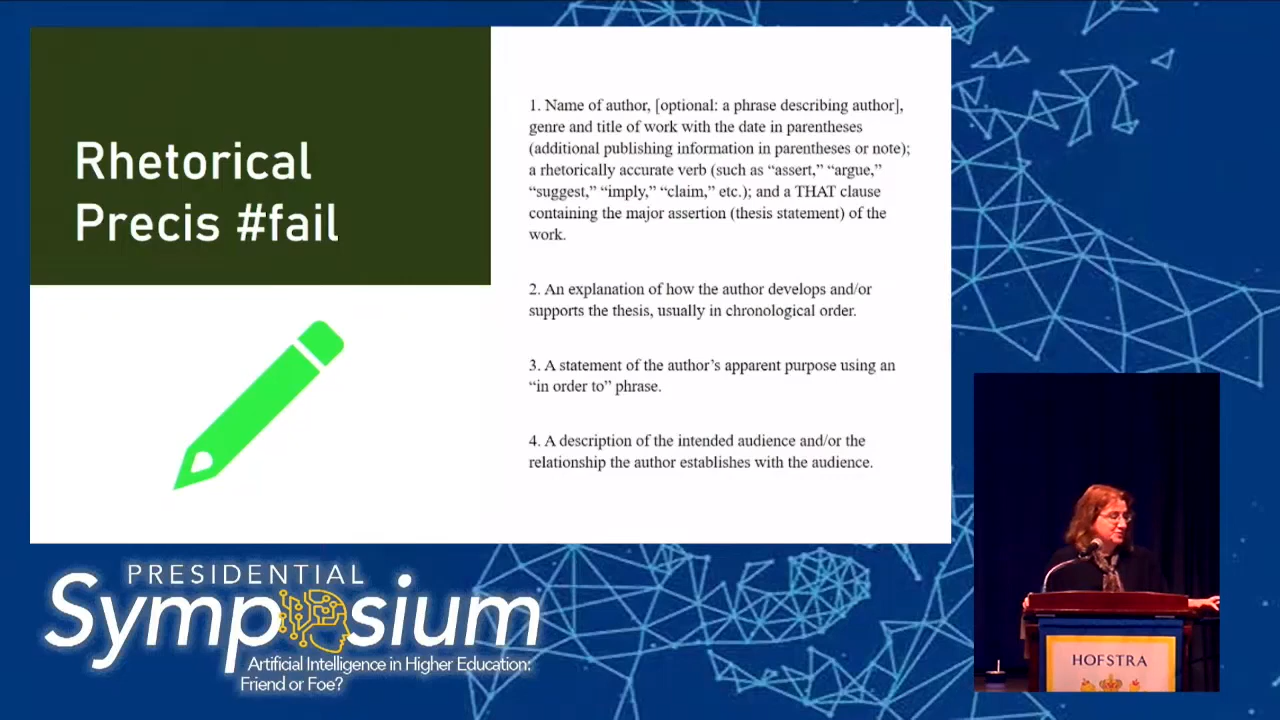 Rhetorical
Precis #fail
1. Name of author, [optional: a phrase describing author],
genre and title of work with the date in parentheses
(additional publishing information in parentheses or note);
a rhetorically accurate verb (such as “assert,” “argue,”
“suggest,” “imply,” “claim,” etc.); and a THAT clause
containing the major assertion (thesis statement) of the
work.
2. An explanation of how the author develops and/or
supports the thesis, usually in chronological order.
3. A statement of the author’s apparent purpose using an
“in order to” phrase.
4. A description of the intended audience and/or the
relationship the author establishes with the audience.
PRESIDENTIAL
Symposium
Artificial Intelligence in Higher Education:
Friend or Foe?
HOFSTRA